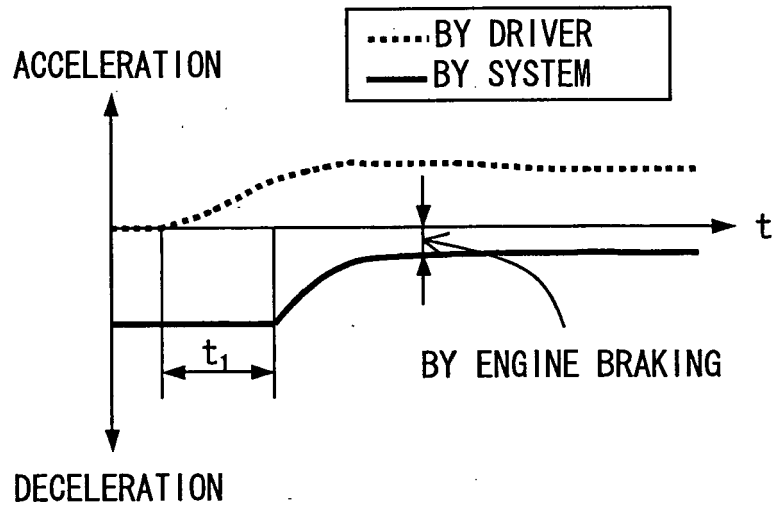 BY DRIVER
BY SYSTEM
ACCELERATION
t
t1
BY ENGINE BRAKING
DECELERATION